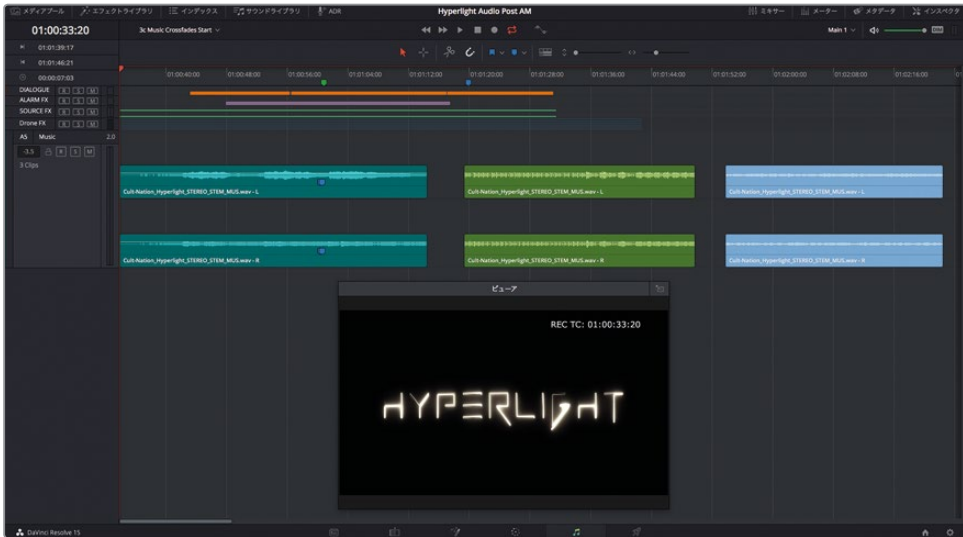 メディアプール エフェクトライブラリ インデックス サウンドライブラリ ADR Hyperlight Audio Post AM ミキサー メーター メタデータ インスペクタ
01:00:33:20 3c Music Crossfades Start Main 1 DIM
01:01:39:17
01:01:46:21
00:00:07:03
01:00:40:00 01:00:48:00 01:00:56:00 01:01:04:00 01:01:12:00 01:01:20:00 01:01:28:00 01:01:36:00 01:01:44:00 01:01:52:00 01:02:00:00 01:02:08:00 01:02:16:00
DIALOGUE R S M
ALARM FX R S M
SOURCE FX R S M
Drone FX R S M
A5 Music 2.0
-3.5 R S M
3 Clips
Cult-Nation_Hyperlight_STEREO_STEM_MUS.wav - L Cult-Nation_Hyperlight_STEREO_STEM_MUS.wav - L Cult-Nation_Hyperlight_STEREO_STEM_MUS.wav - L
Cult-Nation_Hyperlight_STEREO_STEM_MUS.wav - R Cult-Nation_Hyperlight_STEREO_STEM_MUS.wav - R Cult-Nation_Hyperlight_STEREO_STEM_MUS.wav - R
ビューア
REC TC: 01:00:33:20
HYPERLIGHT
DaVinci Resolve 15